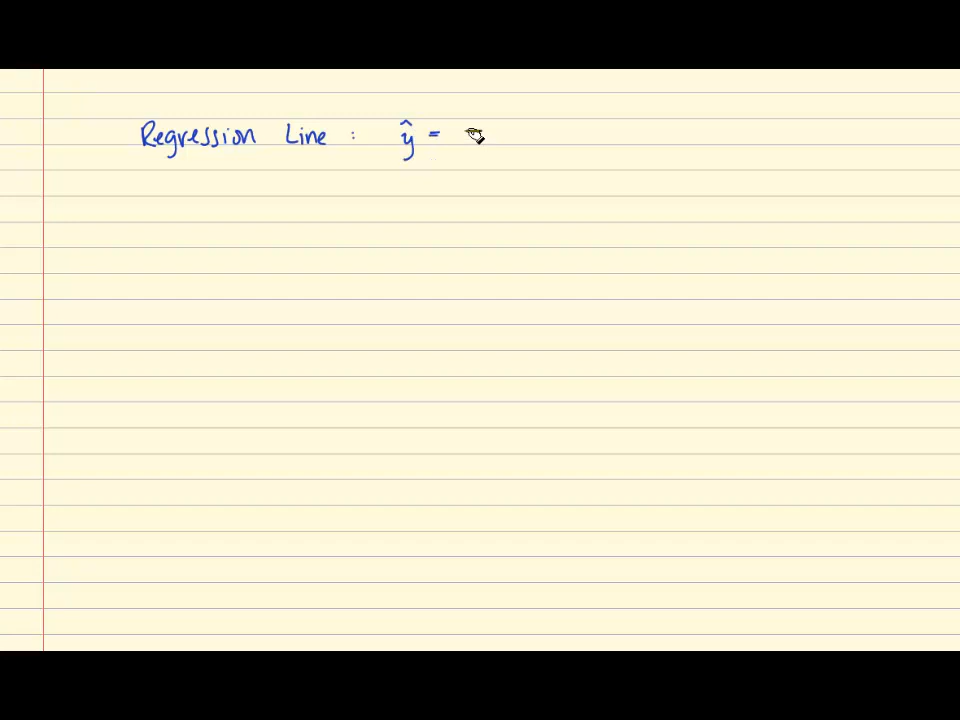 Regression Line : ŷ =